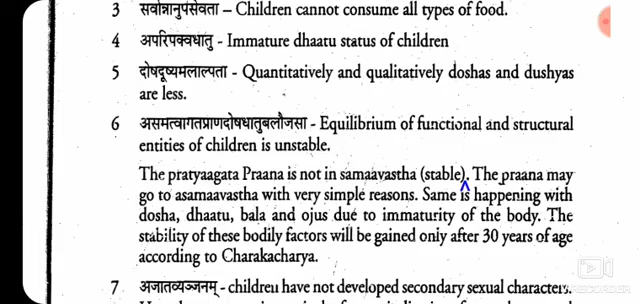 3 सर्वान्नानुपसेवता – Children cannot consume all types of food.
4 अपरिपक्वधातु - Immature dhaatu status of children
5 दोषदूष्यमलाल्पता - Quantitatively and qualitatively doshas and dushyas
are less.
6 असमत्वागतप्राणदोषधातुबलौजसा - Equilibrium of functional and structural
entities of children is unstable.
The pratyaagata Praana is not in samaavastha (stable). The praana may
go to asamaavastha with very simple reasons. Same is happening with
dosha, dhaatu, bala and ojus due to immaturity of the body. The
stability of these bodily factors will be gained only after 30 years of age
according to Charakacharya.
7 अजातव्यञ्जनम् - children have not developed secondary sexual characters.
RECORDER